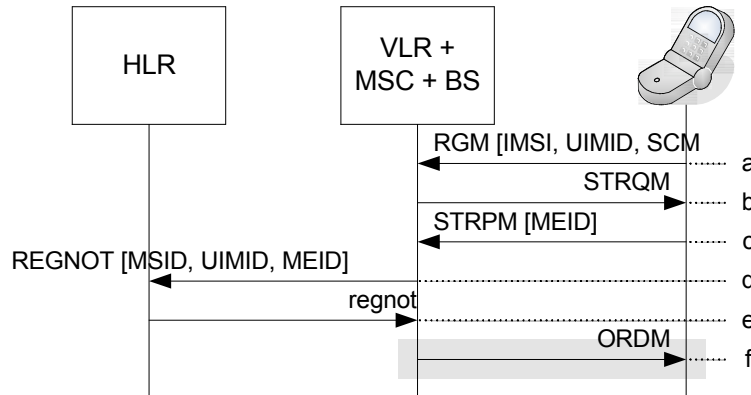 HLR
VLR +
MSC + BS
RGM [IMSI, UIMID, SCM
a
STRQM
b
STRPM [MEID]
c
REGNOT [MSID, UIMID, MEID]
d
regnot
e
ORDM
f